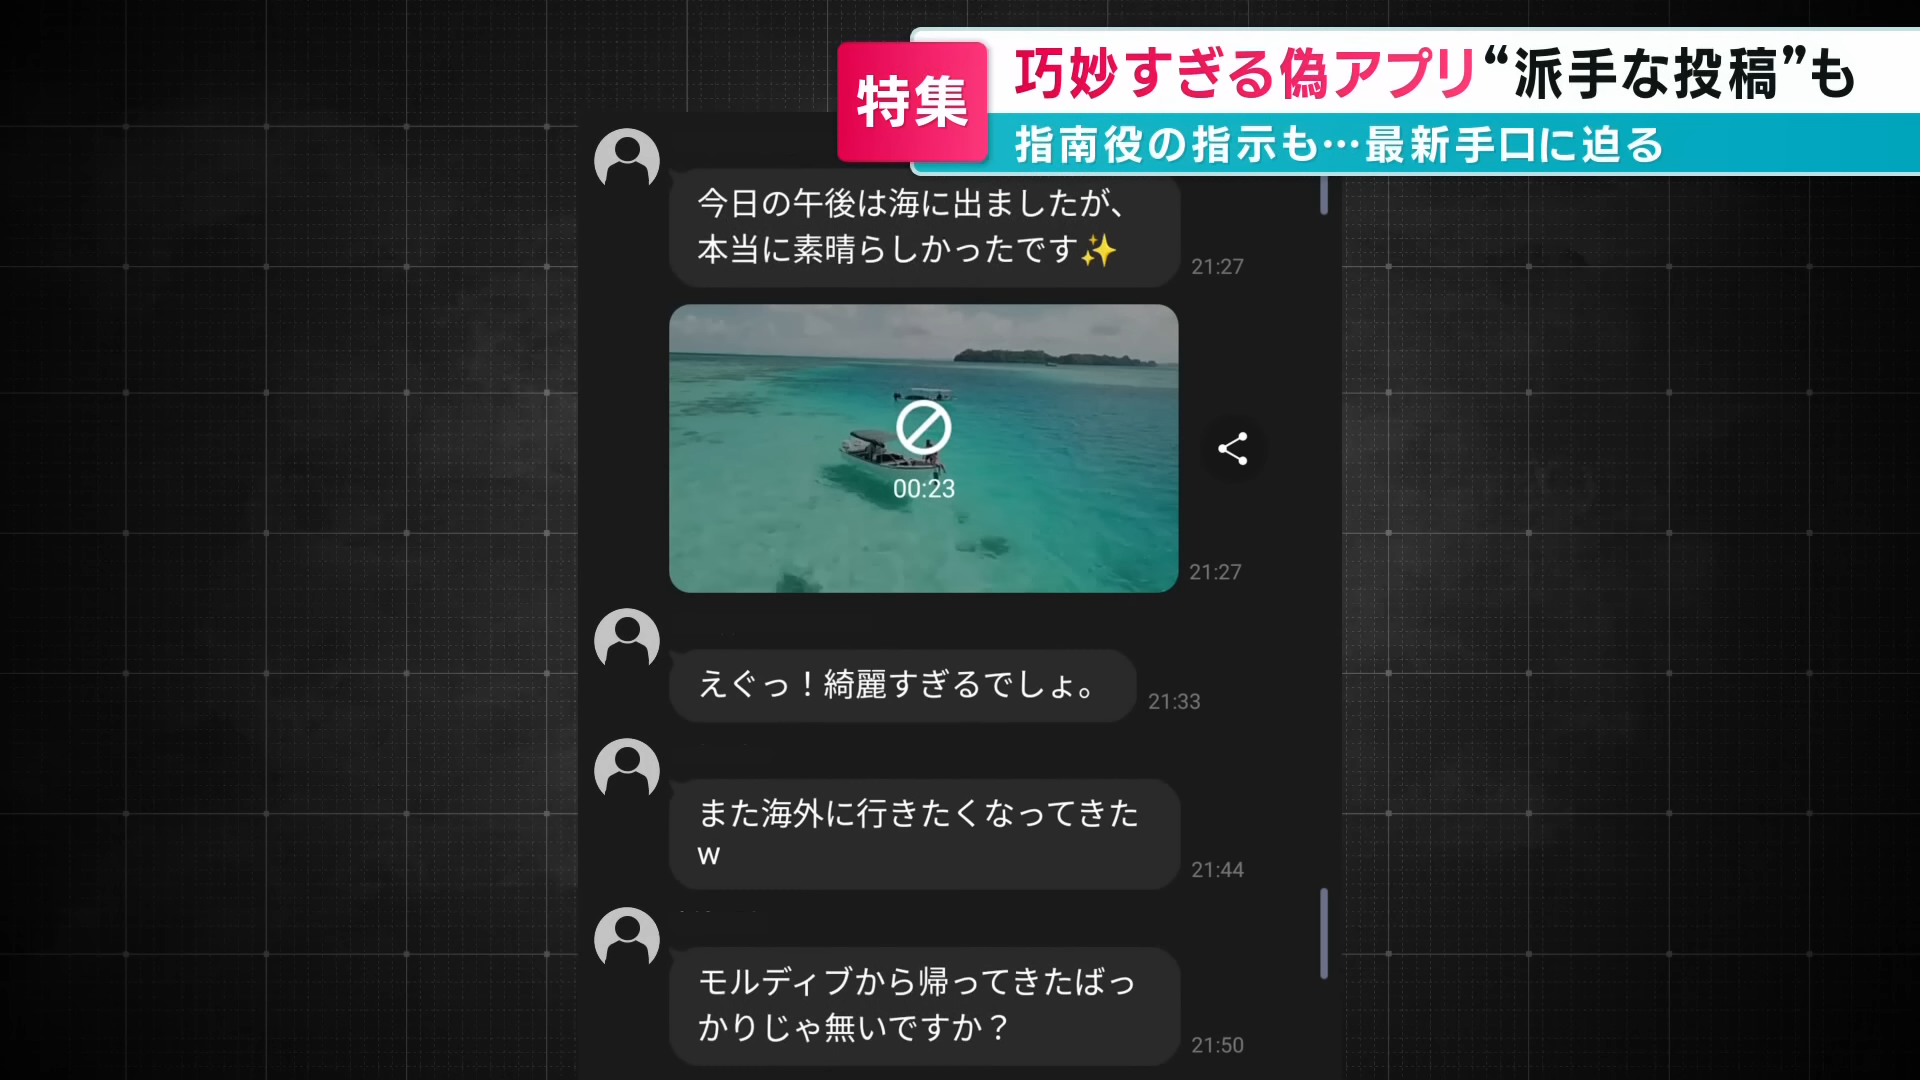 特集
巧妙すぎる偽アプリ“派手な投稿”も
指南役の指示も…最新手口に迫る
今日の午後は海に出ましたが、
本当に素晴らしかったです✨
21:27
00:23
21:27
えぐっ！綺麗すぎるでしょ。
21:33
また海外に行きたくなってきた
w
21:44
モルディブから帰ってきたばっ
かりじゃ無いですか？
21:50